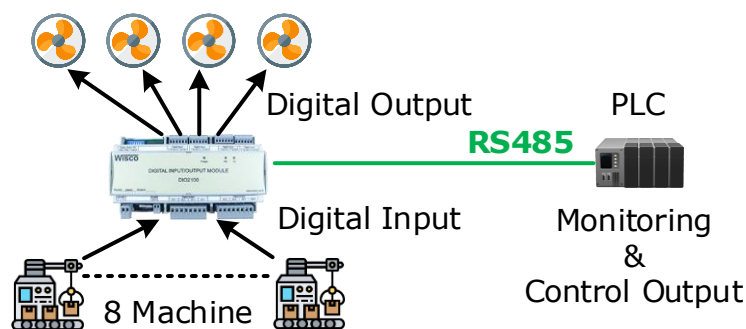 Digital Output
PLC
RS485
WISCO
DIGITAL INPUT/OUTPUT MODULE
DIO2100
Digital Input
Monitoring
&
Control Output
8 Machine